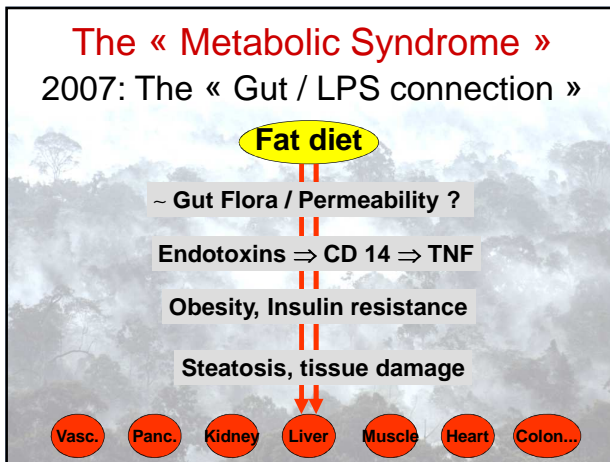 The « Metabolic Syndrome »
2007: The « Gut / LPS connection »
Fat diet
~ Gut Flora / Permeability ?
Endotoxins ⇒ CD 14 ⇒ TNF
Obesity, Insulin resistance
Steatosis, tissue damage
Vasc. Panc. Kidney Liver Muscle Heart Colon...